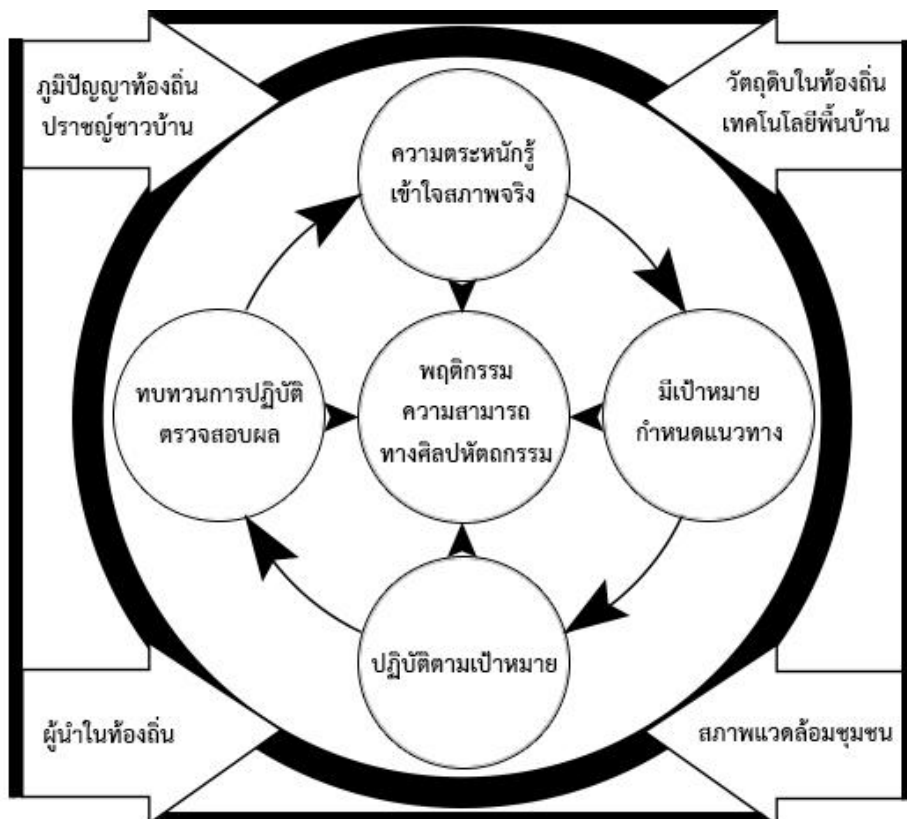 ภูมิปัญญาท้องถิ่น
ปราชญ์ชาวบ้าน
วัตถุดิบในท้องถิ่น
เทคโนโลยีพื้นบ้าน
ความตระหนักรู้
เข้าใจสภาพจริง
ทบทวนการปฏิบัติ
ตรวจสอบผล
พฤติกรรม
ความสามารถ
ทางศิลปหัตถกรรม
มีเป้าหมาย
กำหนดแนวทาง
ปฏิบัติตามเป้าหมาย
ผู้นำในท้องถิ่น
สภาพแวดล้อมชุมชน